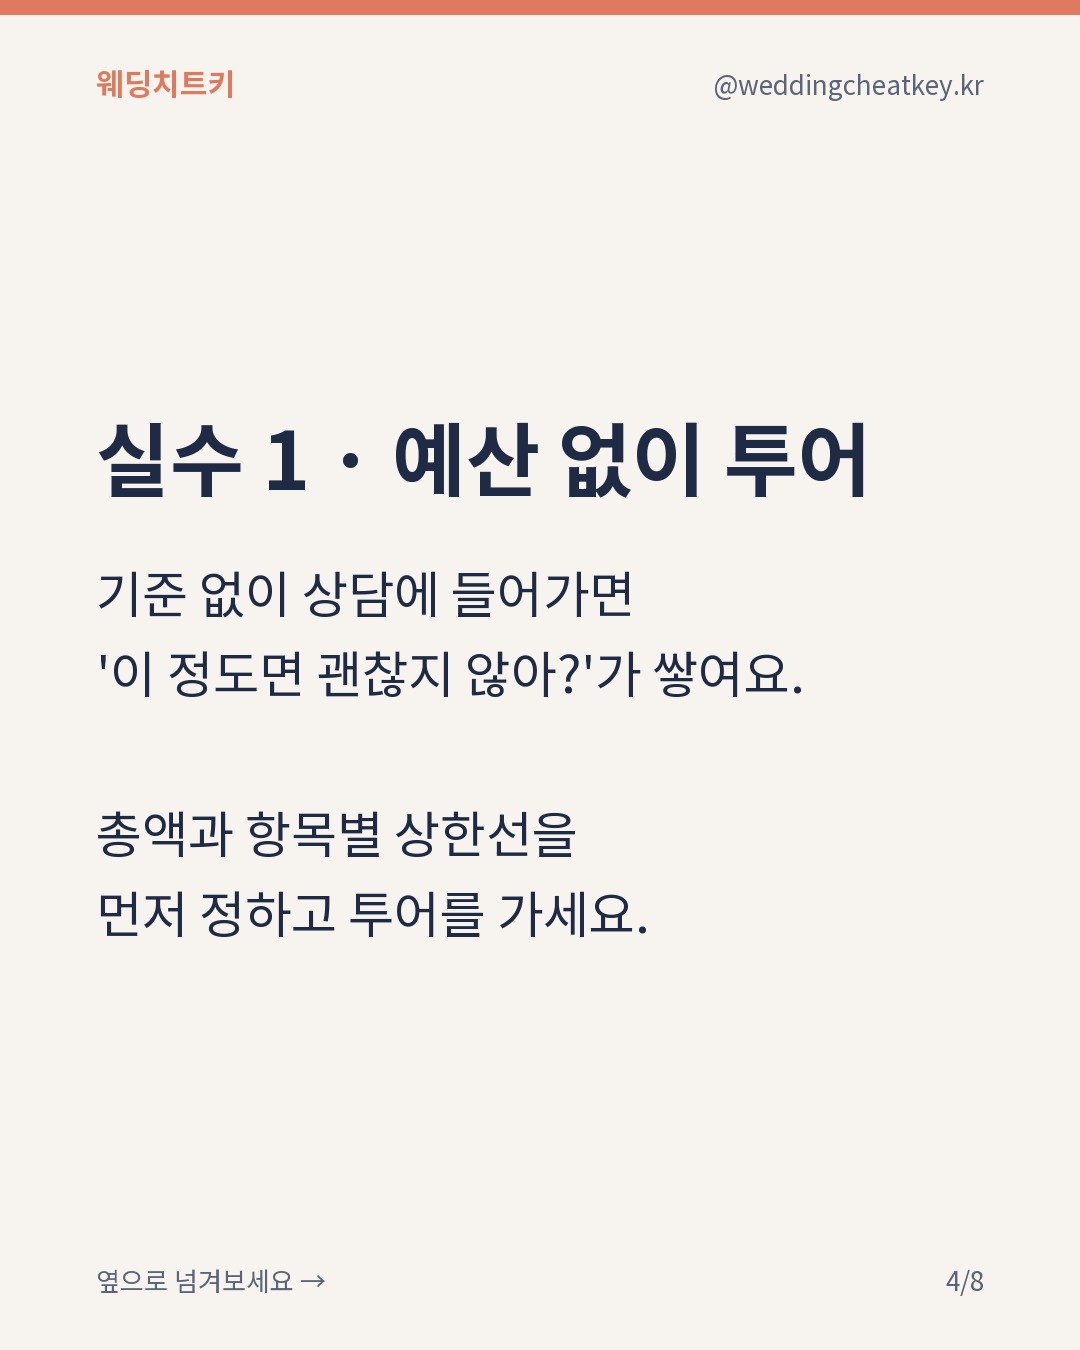 웨딩치트키
@weddingcheatkey.kr
실수 1 · 예산 없이 투어
기준 없이 상담에 들어가면
'이 정도면 괜찮지 않아?'가 쌓여요.
총액과 항목별 상한선을
먼저 정하고 투어를 가세요.
옆으로 넘겨보세요 →
4/8